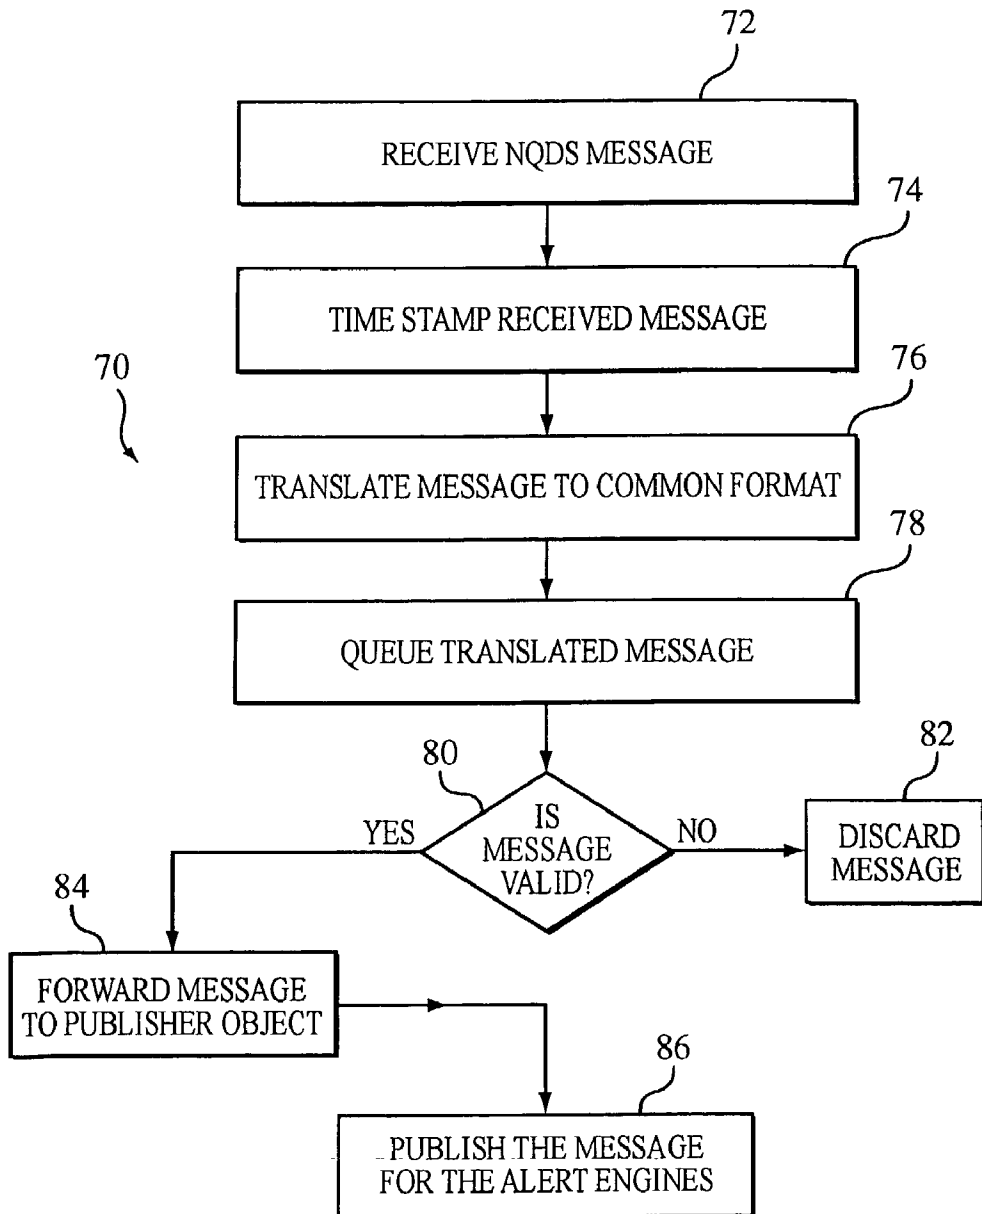 72
RECEIVE NQDS MESSAGE
74
TIME STAMP RECEIVED MESSAGE
70
76
TRANSLATE MESSAGE TO COMMON FORMAT
78
QUEUE TRANSLATED MESSAGE
80
IS
MESSAGE
VALID?
YES
NO
82
DISCARD
MESSAGE
84
FORWARD MESSAGE
TO PUBLISHER OBJECT
86
PUBLISH THE MESSAGE
FOR THE ALERT ENGINES